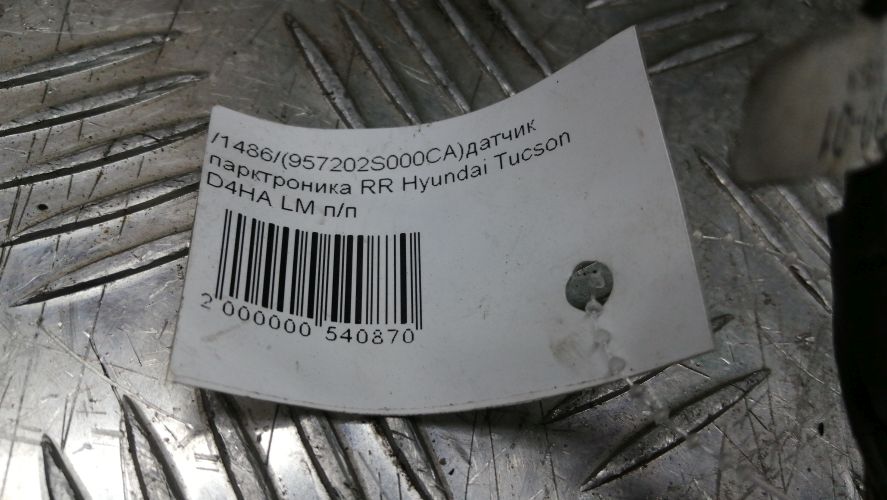 /1486/(957202S000CA)датчик
парктроника RR Hyundai Tucson
D4HA LM п/п
2 000000 540870